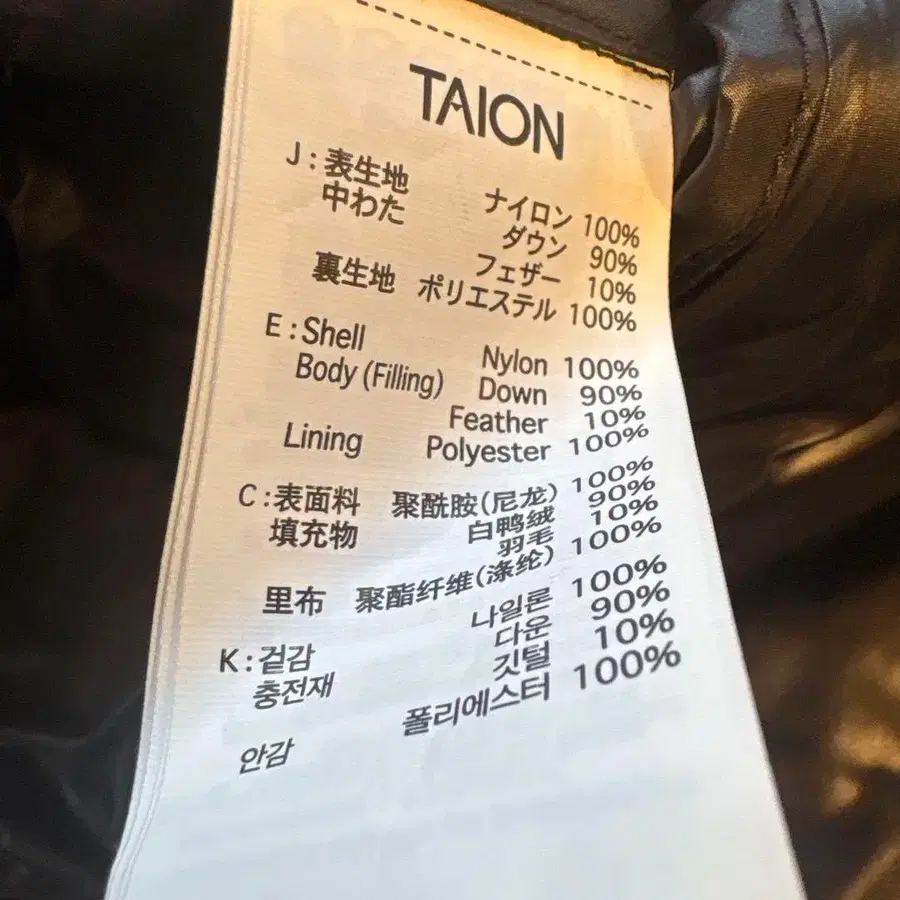 TAION
J:表生地 ナイロン 100%
中わた ダウン 90%
フェザー 10%
裏生地 ポリエステル 100%
E:Shell Nylon 100%
Body (Filling) Down 90%
Feather 10%
Lining Polyester 100%
C:表面料 聚酰胺(尼龙) 100%
填充物 白鸭绒 90%
羽毛 10%
里布 聚酯纤维(涤纶) 100%
K:겉감 나일론 100%
충전재 다운 90%
깃털 10%
안감 폴리에스터 100%